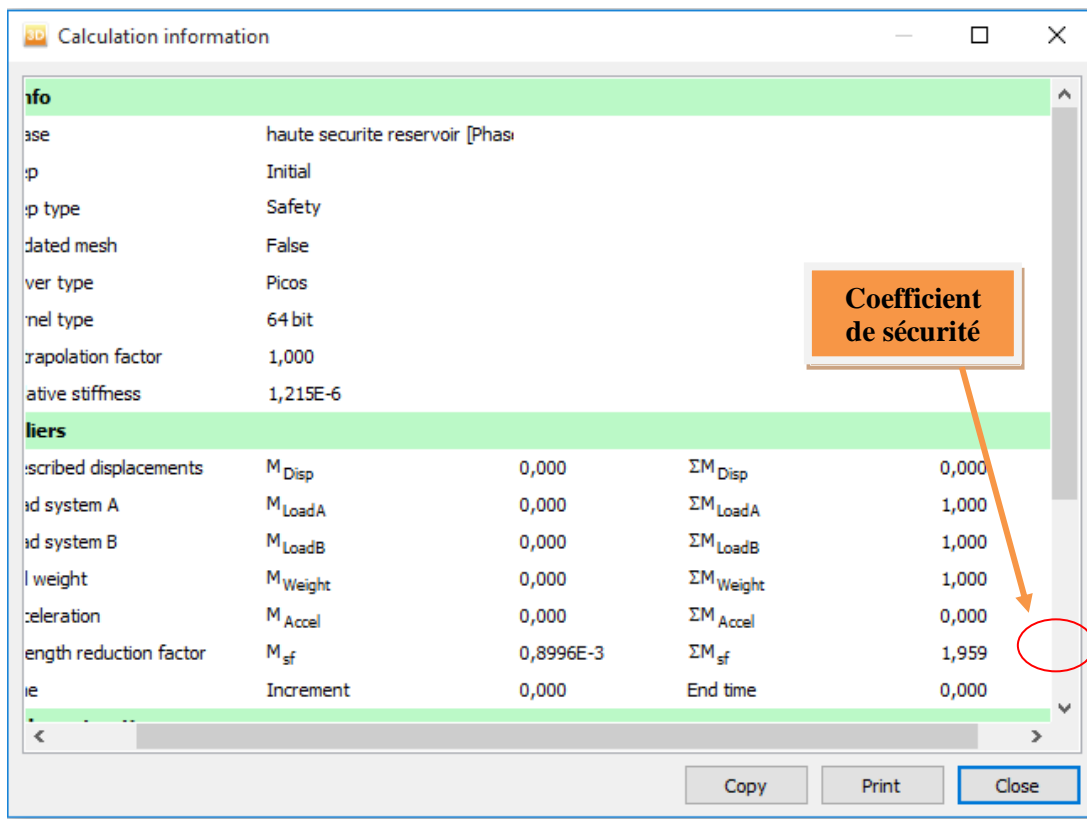 3D Calculation information
nfo
ase haute securite reservoir [Phase
ep Initial
ep type Safety
dated mesh False
ver type Picos
rnel type 64 bit
trapolation factor 1,000
ative stiffness 1,215E-6
Coefficient
de sécurité
liers
escribed displacements M Disp 0,000 ΣM Disp 0,000
ad system A M LoadA 0,000 ΣM LoadA 1,000
ad system B M LoadB 0,000 ΣM LoadB 1,000
l weight M Weight 0,000 ΣM Weight 1,000
celeration M Accel 0,000 ΣM Accel 0,000
ength reduction factor M sf 0,8996E-3 ΣM sf 1,959
ne Increment 0,000 End time 0,000
Copy Print Close